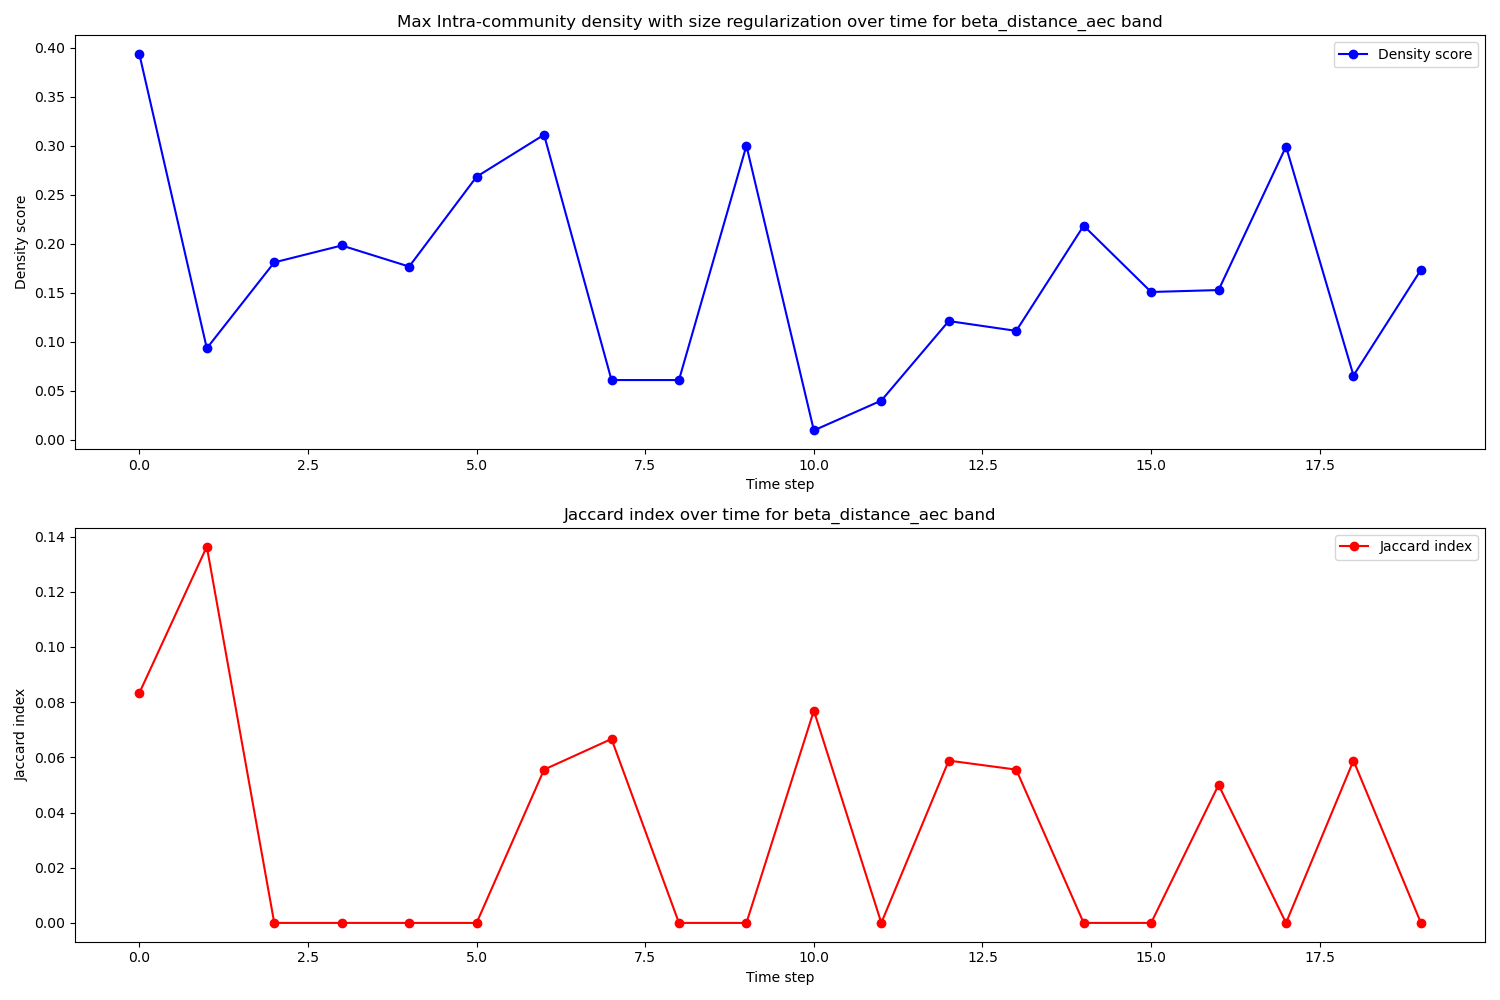 Max Intra-community density with size regularization over time for beta_distance_aec band
Density score
0.40
0.35
0.30
0.25
0.20
0.15
0.10
0.05
0.00
Density score
0.0 2.5 5.0 7.5 10.0 12.5 15.0 17.5
Time step
Jaccard index over time for beta_distance_aec band
Jaccard index
0.14
0.12
0.10
0.08
0.06
0.04
0.02
0.00
Jaccard index
0.0 2.5 5.0 7.5 10.0 12.5 15.0 17.5
Time step